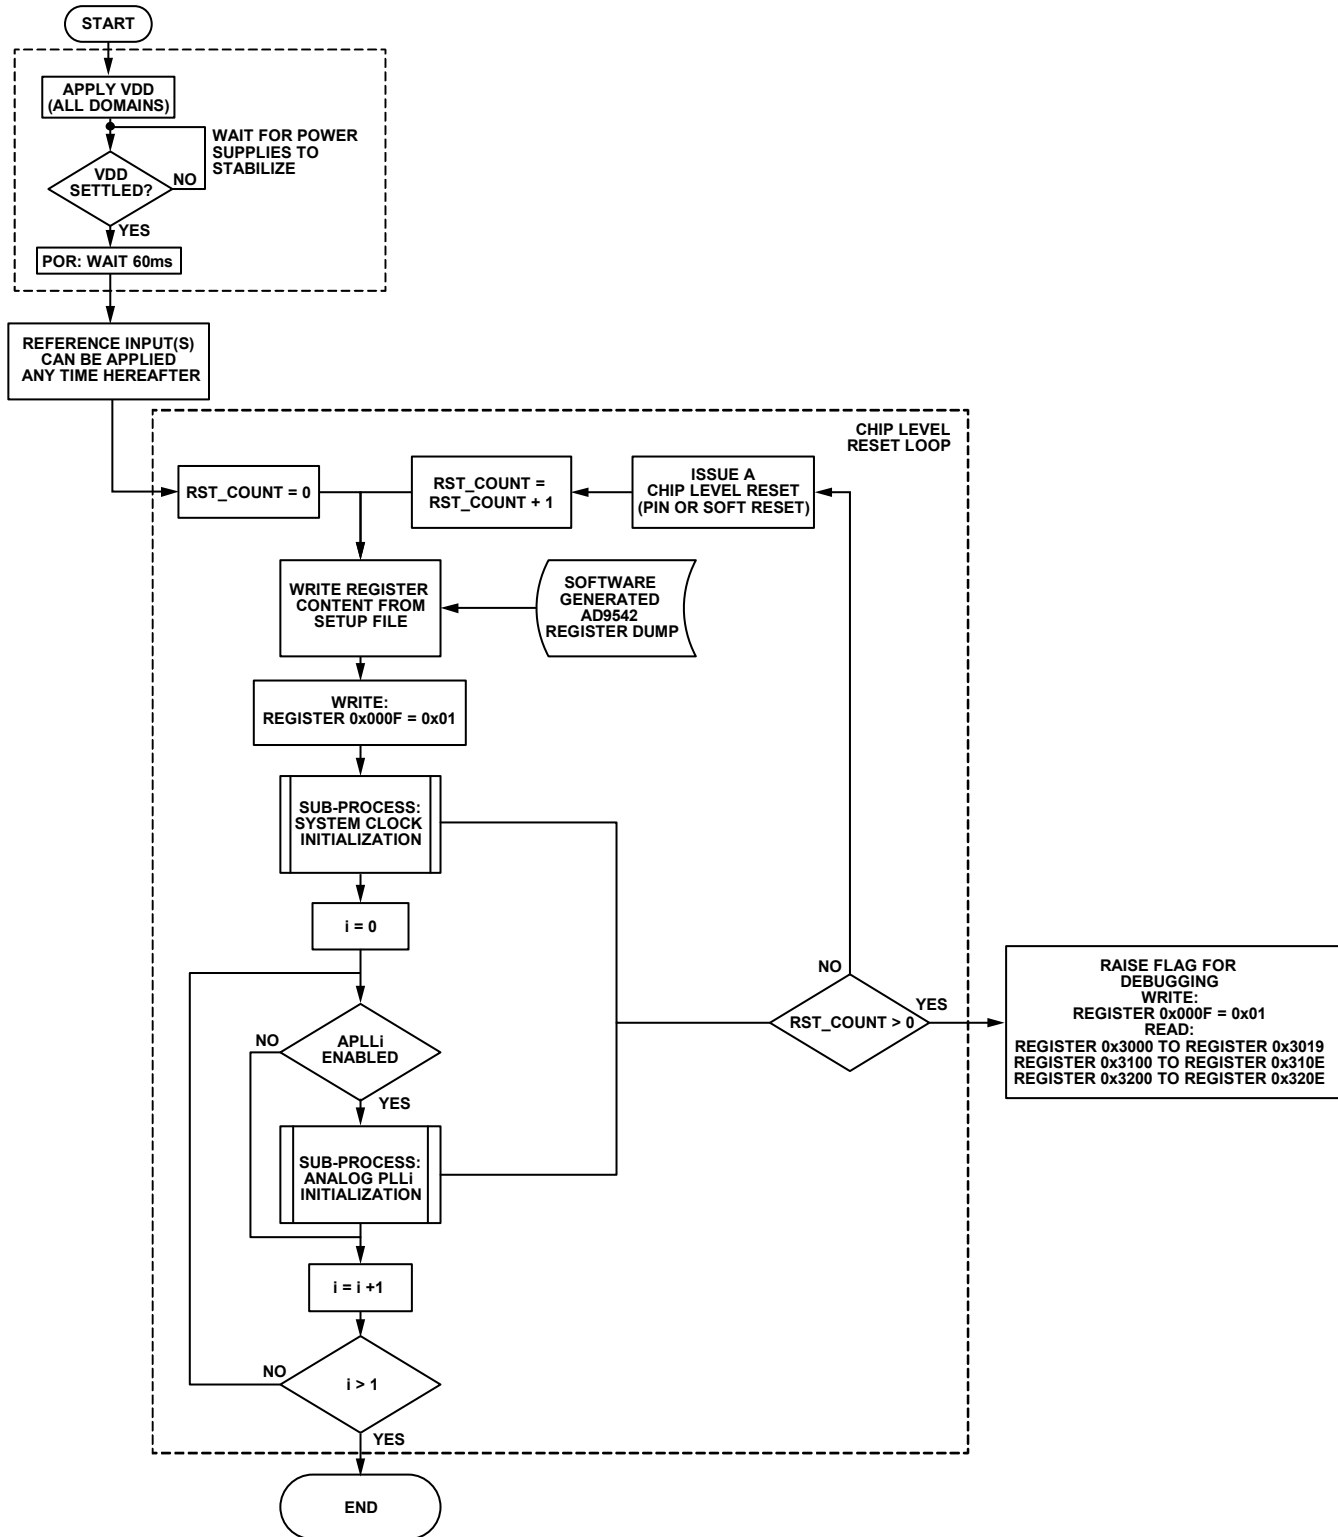 START
APPLY VDD
(ALL DOMAINS)
WAIT FOR POWER
SUPPLIES TO
STABILIZE
VDD
SETTLED?
NO
YES
POR: WAIT 60ms
REFERENCE INPUT(S)
CAN BE APPLIED
ANY TIME HEREAFTER
CHIP LEVEL
RESET LOOP
RST_COUNT = 0
RST_COUNT =
RST_COUNT + 1
ISSUE A
CHIP LEVEL RESET
(PIN OR SOFT RESET)
WRITE REGISTER
CONTENT FROM
SETUP FILE
SOFTWARE
GENERATED
AD9542
REGISTER DUMP
WRITE:
REGISTER 0x000F = 0x01
SUB-PROCESS:
SYSTEM CLOCK
INITIALIZATION
i = 0
NO
RST_COUNT > 0
YES
RAISE FLAG FOR
DEBUGGING
WRITE:
REGISTER 0x000F = 0x01
READ:
REGISTER 0x3000 TO REGISTER 0x3019
REGISTER 0x3100 TO REGISTER 0x310E
REGISTER 0x3200 TO REGISTER 0x320E
NO
APLLi
ENABLED
YES
SUB-PROCESS:
ANALOG PLLi
INITIALIZATION
i = i +1
NO
i > 1
YES
END